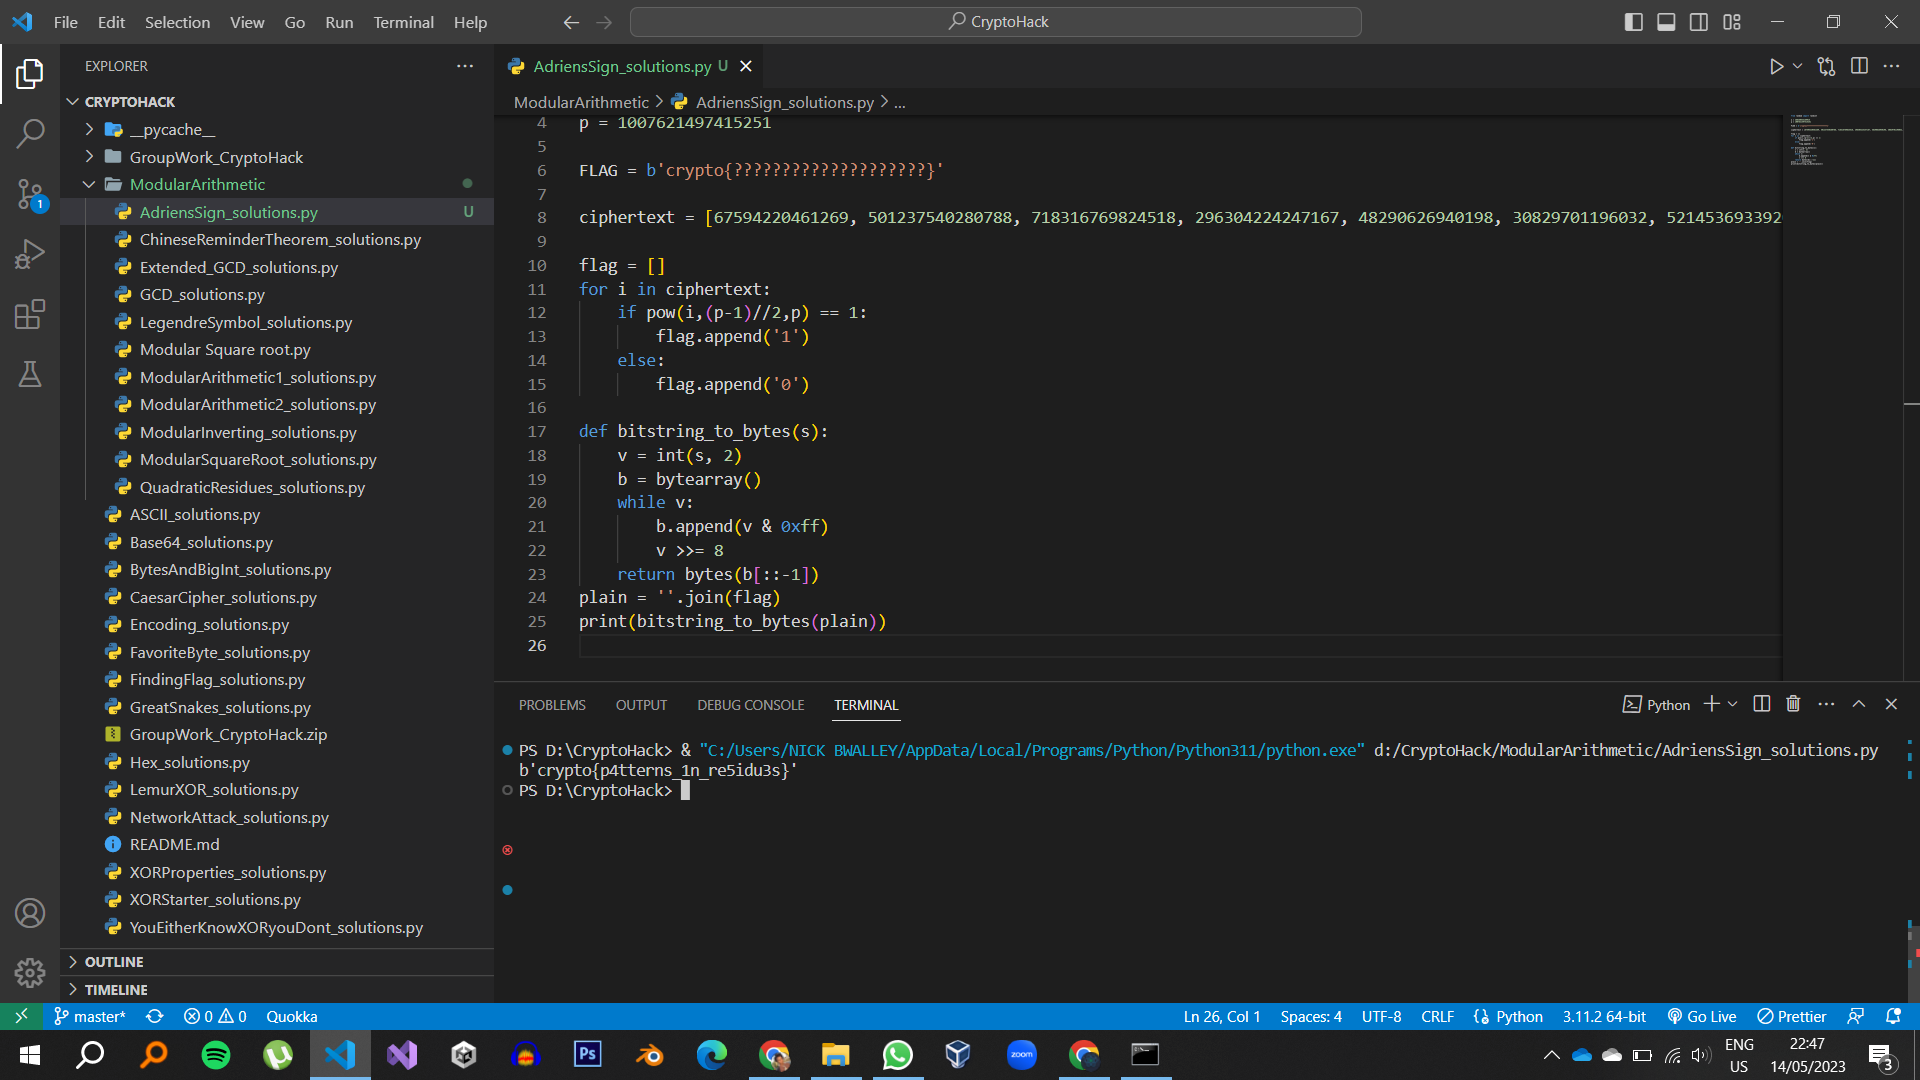 File Edit Selection View Go Run Terminal Help
CryptoHack
EXPLORER
CRYPTOHACK
__pycache__
GroupWork_CryptoHack
ModularArithmetic
AdriensSign_solutions.py U
ChineseReminderTheorem_solutions.py
Extended_GCD_solutions.py
GCD_solutions.py
LegendreSymbol_solutions.py
Modular Square root.py
ModularArithmetic1_solutions.py
ModularArithmetic2_solutions.py
ModularInverting_solutions.py
ModularSquareRoot_solutions.py
QuadraticResidues_solutions.py
ASCII_solutions.py
Base64_solutions.py
BytesAndBigInt_solutions.py
CaesarCipher_solutions.py
Encoding_solutions.py
FavoriteByte_solutions.py
FindingFlag_solutions.py
GreatSnakes_solutions.py
GroupWork_CryptoHack.zip
Hex_solutions.py
LemurXOR_solutions.py
NetworkAttack_solutions.py
README.md
XORProperties_solutions.py
XORStarter_solutions.py
YouEitherKnowXORyouDont_solutions.py
OUTLINE
TIMELINE
1
AdriensSign_solutions.py U
ModularArithmetic > AdriensSign_solutions.py > ...
4 p = 1007621497415251
5
6 FLAG = b'crypto{????????????????????}'
7
8 ciphertext = [67594220461269, 501237540280788, 718316769824518, 296304224247167, 48290626940198, 30829701196032, 521453693392
9
10 flag = []
11 for i in ciphertext:
12 if pow(i,(p-1)//2,p) == 1:
13 flag.append('1')
14 else:
15 flag.append('0')
16
17 def bitstring_to_bytes(s):
18 v = int(s, 2)
19 b = bytearray()
20 while v:
21 b.append(v & 0xff)
22 v >>= 8
23 return bytes(b[::-1])
24 plain = ''.join(flag)
25 print(bitstring_to_bytes(plain))
26
PROBLEMS OUTPUT DEBUG CONSOLE TERMINAL
Python
PS D:\CryptoHack> & "C:/Users/NICK BWALLEY/AppData/Local/Programs/Python/Python311/python.exe" d:/CryptoHack/ModularArithmetic/AdriensSign_solutions.py
b'crypto{p4tterns_1n_re5idu3s}'
PS D:\CryptoHack>
master* 0 0 Quokka
Ln 26, Col 1 Spaces: 4 UTF-8 CRLF Python 3.11.2 64-bit Go Live Prettier
Ps
zoom
ENG
US
22:47
14/05/2023
3